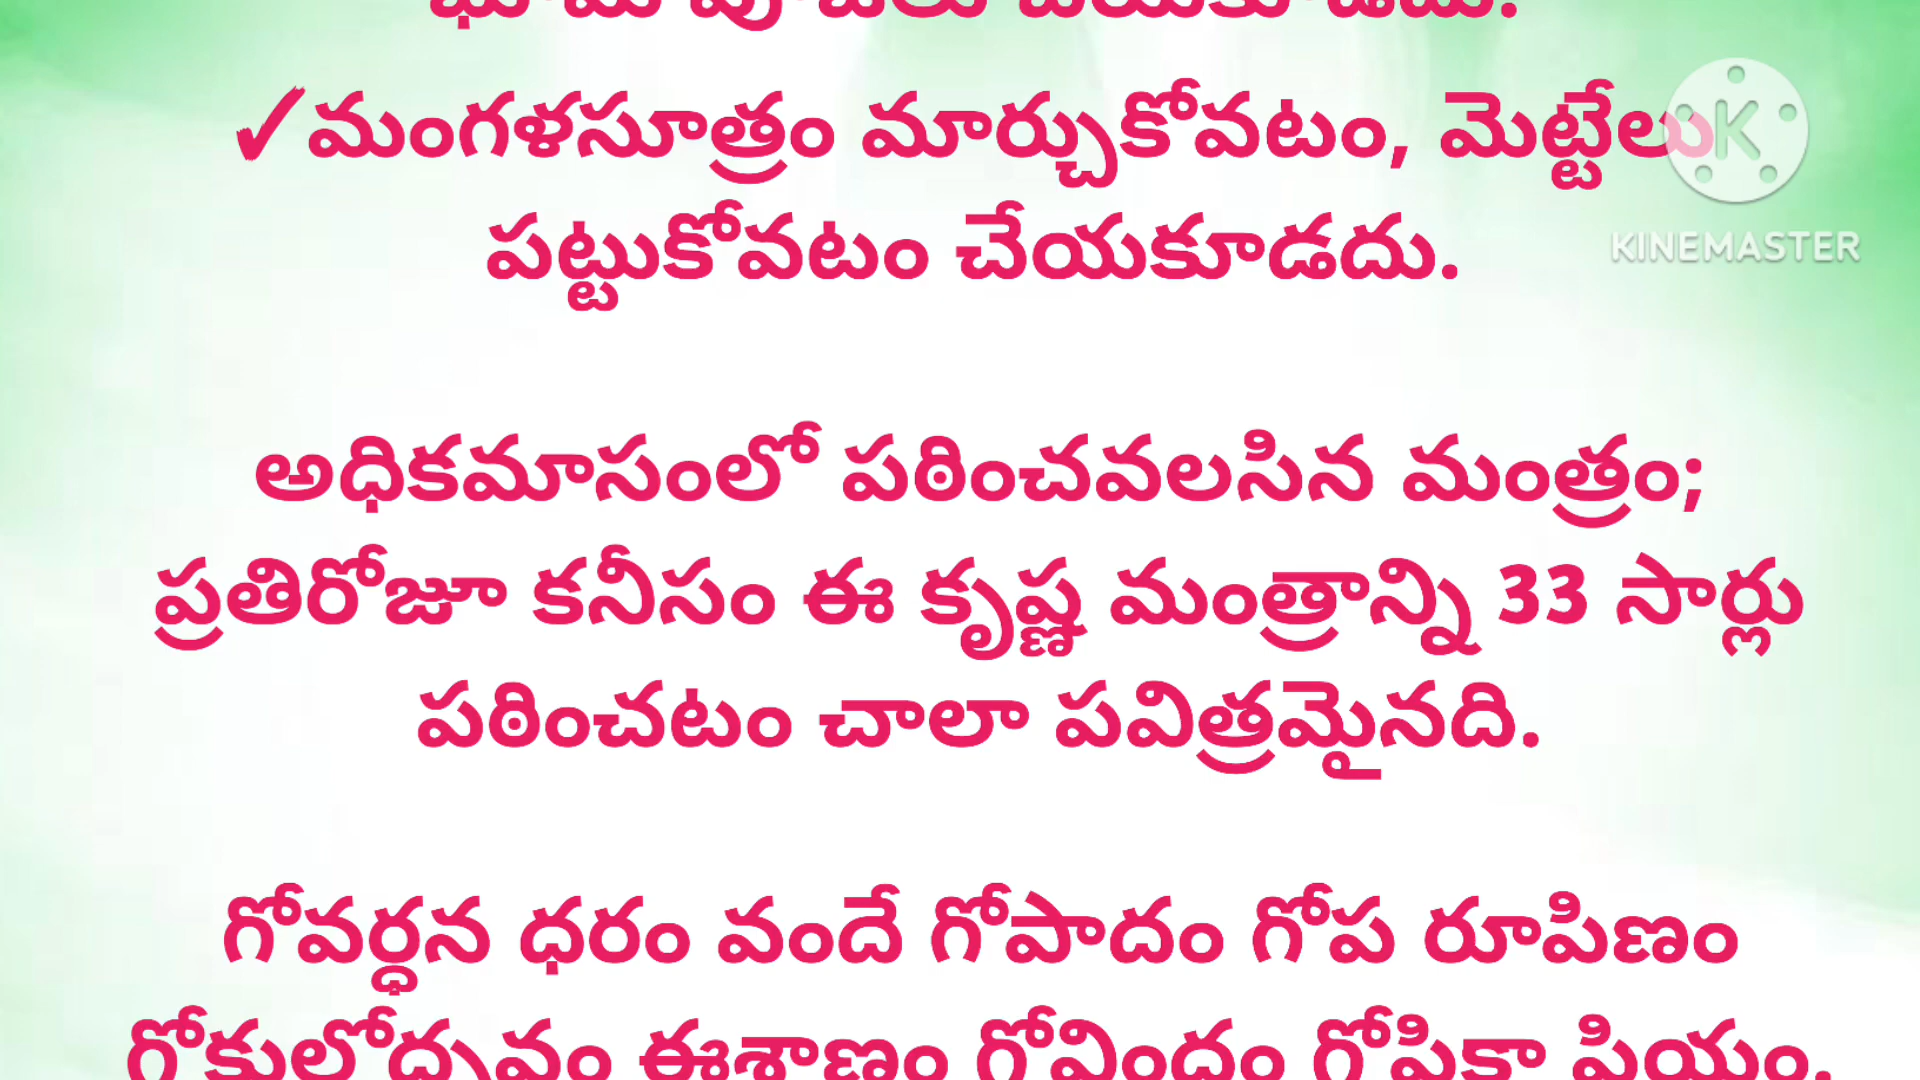 ✓మంగళసూత్రం మార్చుకోవటం, మెట్టేలు
పట్టుకోవటం చేయకూడదు.
KINEMASTER
అధికమాసంలో పఠించవలసిన మంత్రం;
ప్రతిరోజూ కనీసం ఈ కృష్ణ మంత్రాన్ని 33 సార్లు
పఠించటం చాలా పవిత్రమైనది.
గోవర్ధన ధరం వందే గోపాదం గోప రూపిణం
గోకులోద్భవం ఈశాణం గోవిందం గోపికా ప్రియం.